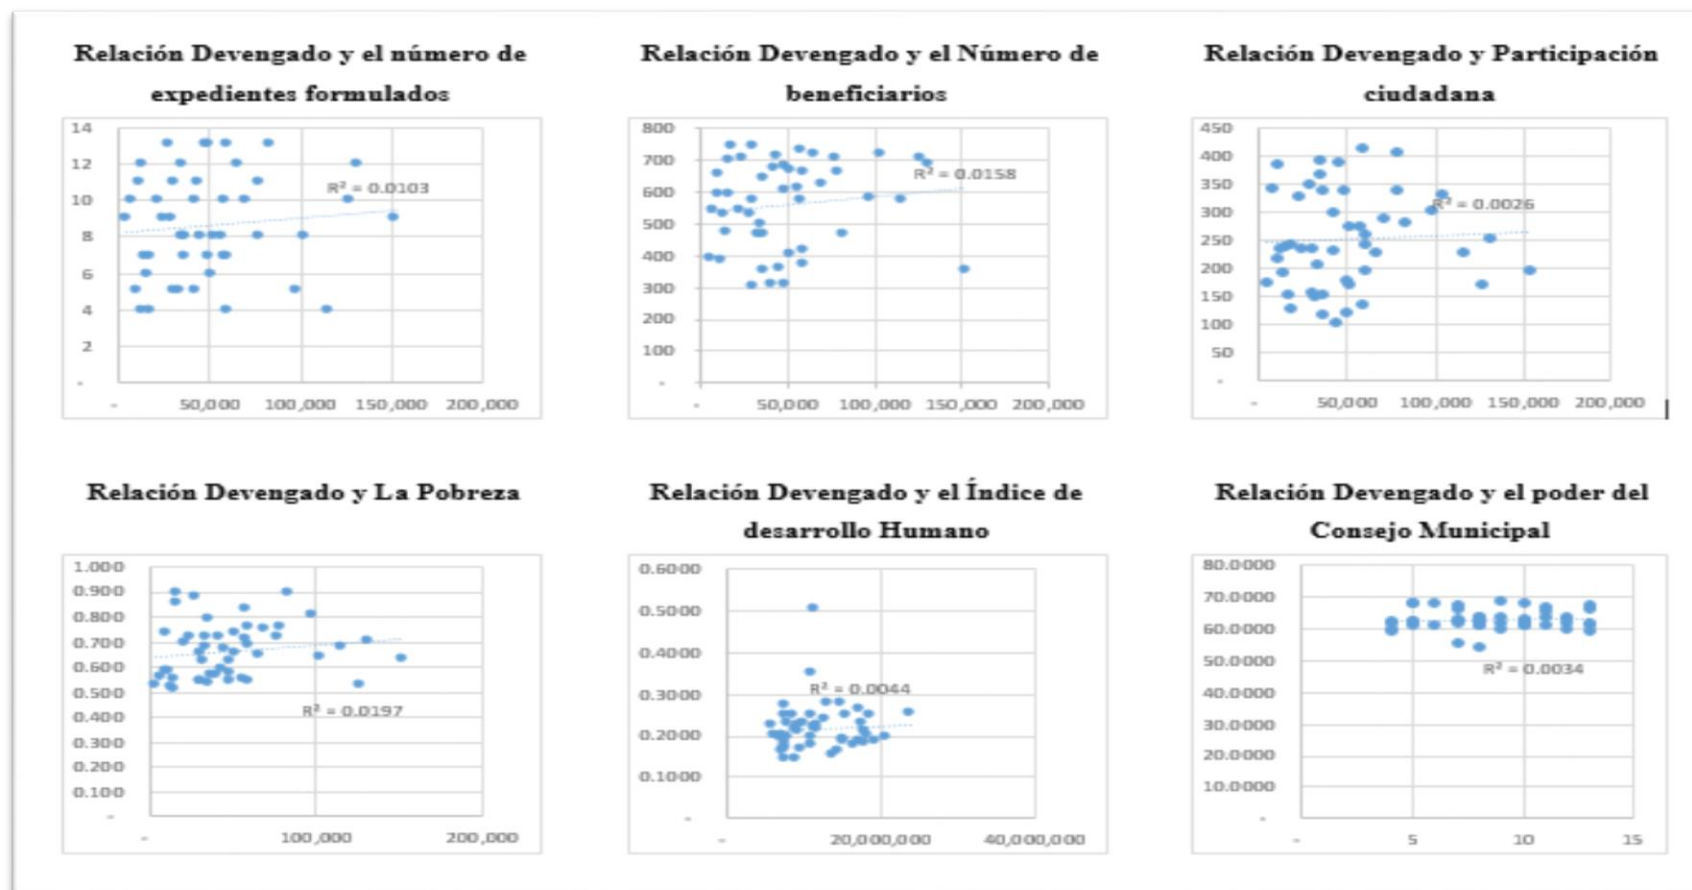 Relación Devengado y el número de
expedientes formulados
14
12
10
8
6
4
2
-
R² = 0.0103
- 50,000 100,000 150,000 200,000
Relación Devengado y el Número de
beneficiarios
800
700
600
500
400
300
200
100
-
R² = 0.0158
- 50,000 100,000 150,000 200,000
Relación Devengado y Participación
ciudadana
450
400
350
300
250
200
150
100
50
-
R² = 0.0026
- 50,000 100,000 150,000 200,000
Relación Devengado y La Pobreza
1.000
0.900
0.800
0.700
0.600
0.500
0.400
0.300
0.200
0.100
-
R² = 0.0197
- 100,000 200,000
Relación Devengado y el Índice de
desarrollo Humano
0.6000
0.5000
0.4000
0.3000
0.2000
0.1000
-
R² = 0.0044
- 20,000,000 40,000,000
Relación Devengado y el poder del
Consejo Municipal
80.0000
70.0000
60.0000
50.0000
40.0000
30.0000
20.0000
10.0000
-
R² = 0.0034
- 5 10 15